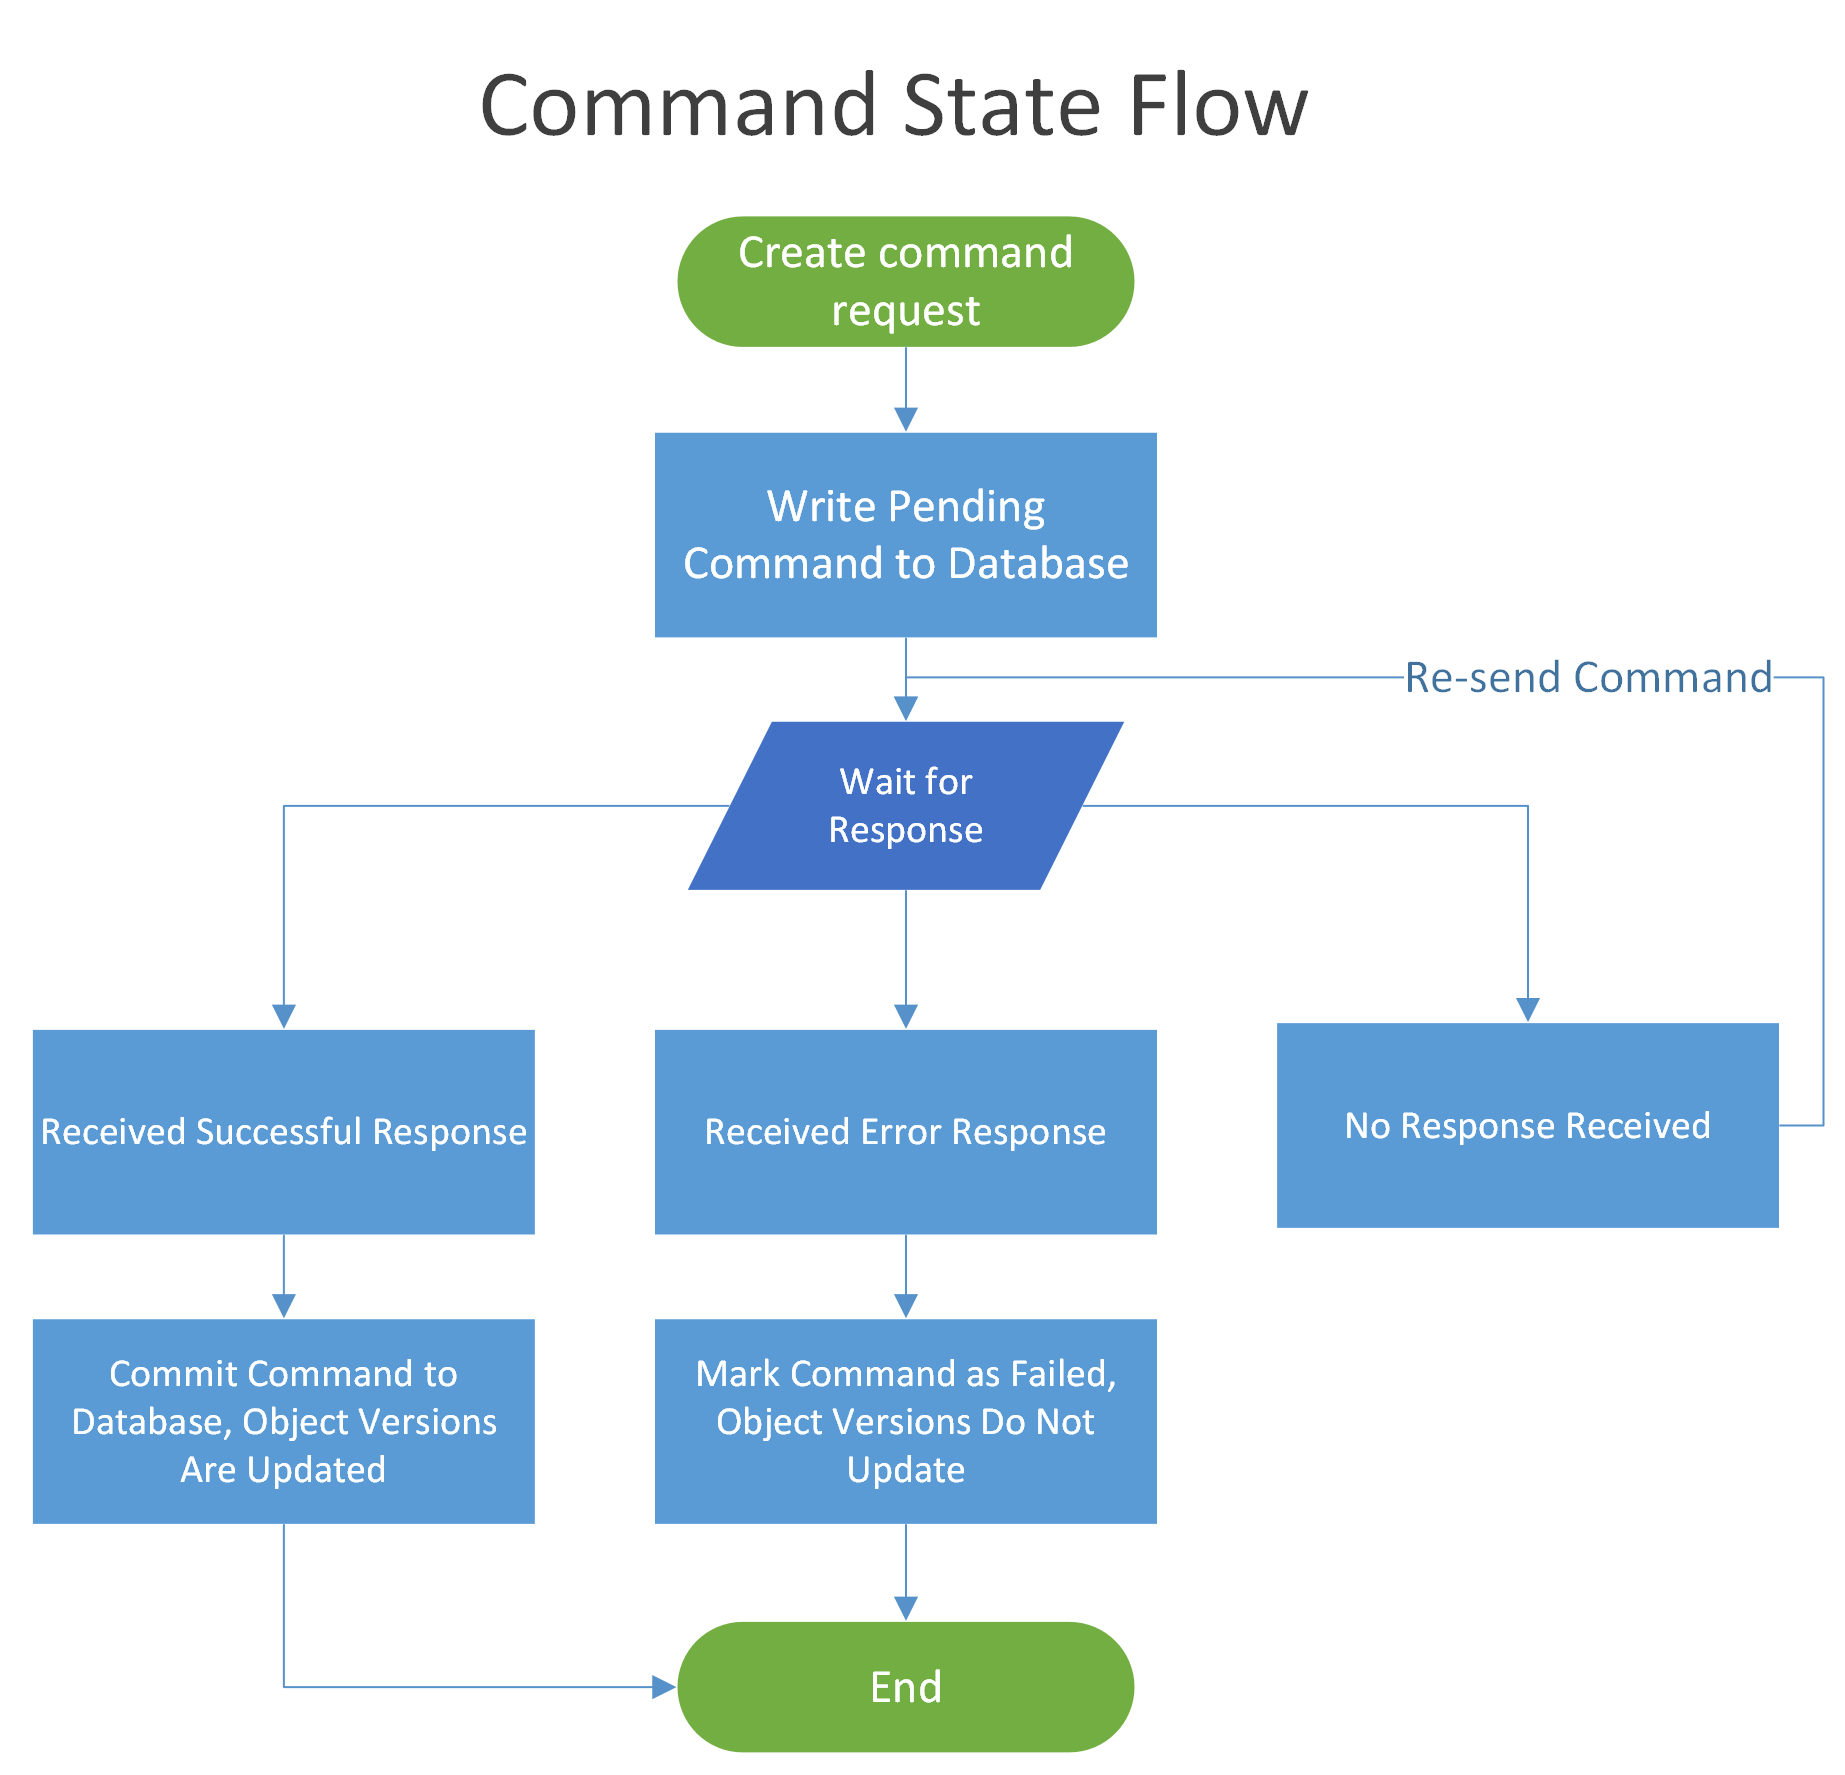 Command State Flow
Create command
request
Write Pending
Command to Database
Re-send Command
Wait for
Response
Received Successful Response
Received Error Response
No Response Received
Commit Command to
Database, Object Versions
Are Updated
Mark Command as Failed,
Object Versions Do Not
Update
End